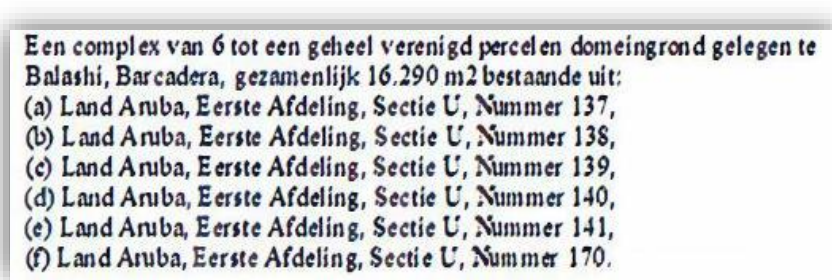 Een complex van 6 tot een geheel verenigd percelen domeingrond gelegen te
Balashi, Barcadera, gezamenlijk 16.290 m2 bestaande uit:
(a) Land Aruba, Eerste Afdeling, Sectie U, Nummer 137,
(b) Land Aruba, Eerste Afdeling, Sectie U, Nummer 138,
(c) Land Aruba, Eerste Afdeling, Sectie U, Nummer 139,
(d) Land Aruba, Eerste Afdeling, Sectie U, Nummer 140,
(e) Land Aruba, Eerste Afdeling, Sectie U, Nummer 141,
(f) Land Aruba, Eerste Afdeling, Sectie U, Nummer 170.